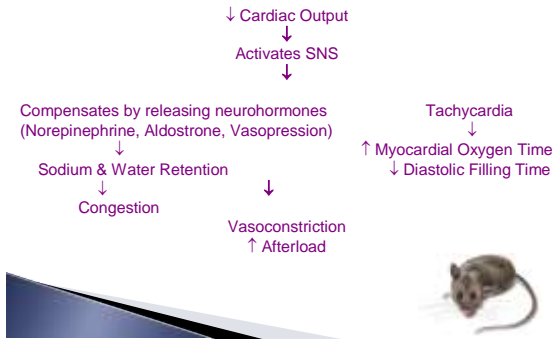 ↓ Cardiac Output
↓
Activates SNS
↓
Compensates by releasing neurohormones
(Norepinephrine, Aldostrone, Vasopression)
↓
Sodium & Water Retention
↓
Congestion
↓
Vasoconstriction
↑ Afterload
Tachycardia
↓
↑ Myocardial Oxygen Time
↓ Diastolic Filling Time